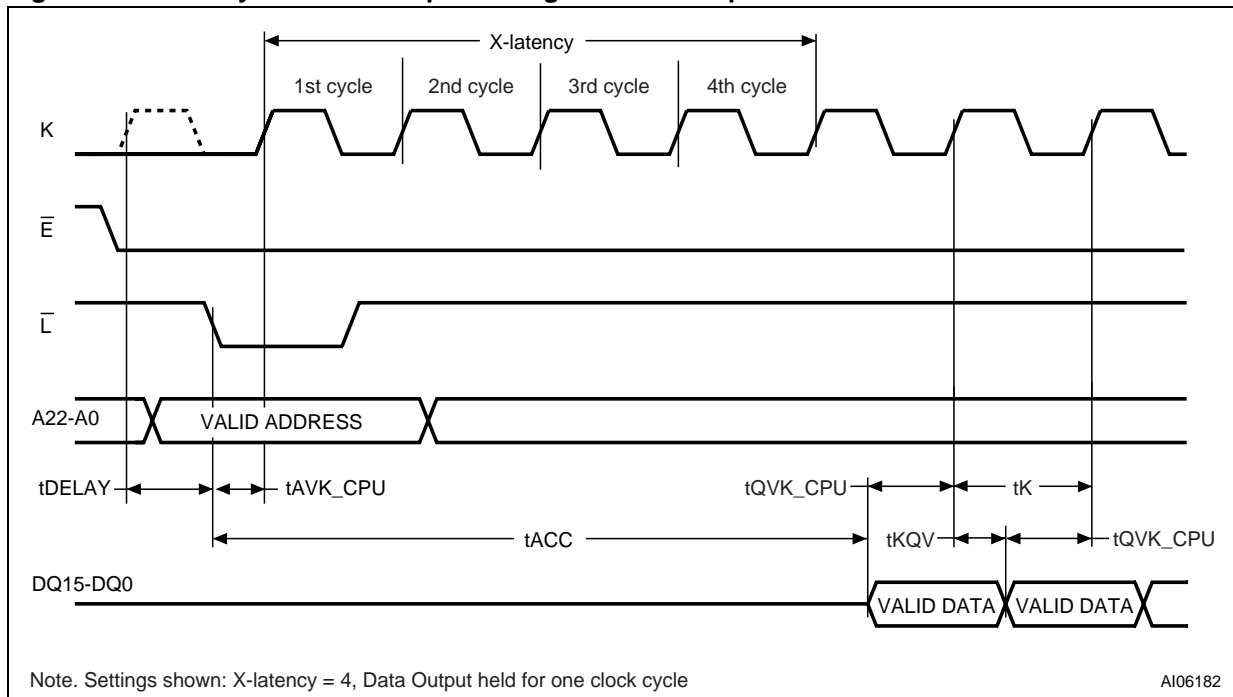 X-latency
1st cycle 2nd cycle 3rd cycle 4th cycle
K
E
L
A22-A0 VALID ADDRESS
tDELAY tAVK_CPU tQVK_CPU tK
tACC tKQV tQVK_CPU
DQ15-DQ0
VALID DATA VALID DATA
Note. Settings shown: X-latency = 4, Data Output held for one clock cycle AI06182